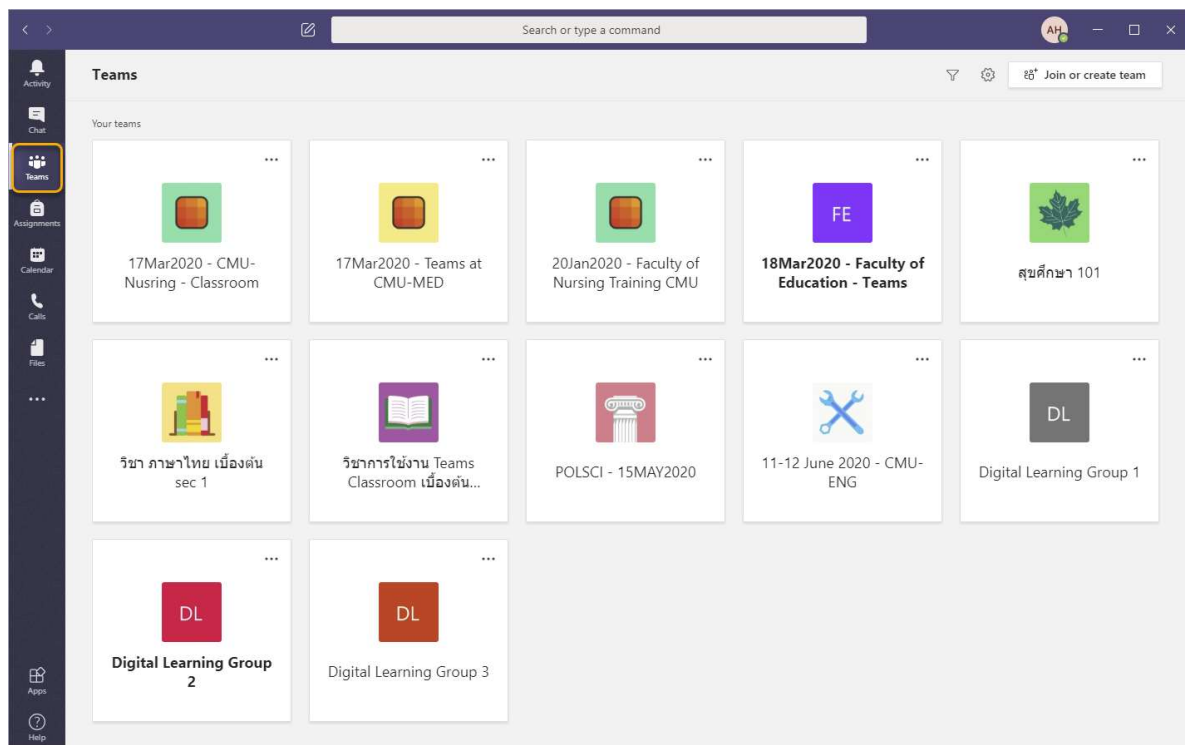 Search or type a command
AH
Activity
Chat
Teams
Assignments
Calendar
Calls
Files
Apps
Help
Teams
Join or create team
Your teams
17Mar2020 - CMU-
Nusring - Classroom
17Mar2020 - Teams at
CMU-MED
20Jan2020 - Faculty of
Nursing Training CMU
FE
18Mar2020 - Faculty of
Education - Teams
สุขศึกษา 101
วิชา ภาษาไทย เบื้องต้น
sec 1
วิชาการใช้งาน Teams
Classroom เบื้องต้น...
POLSCI - 15MAY2020
11-12 June 2020 - CMU-
ENG
DL
Digital Learning Group 1
DL
Digital Learning Group
2
DL
Digital Learning Group 3